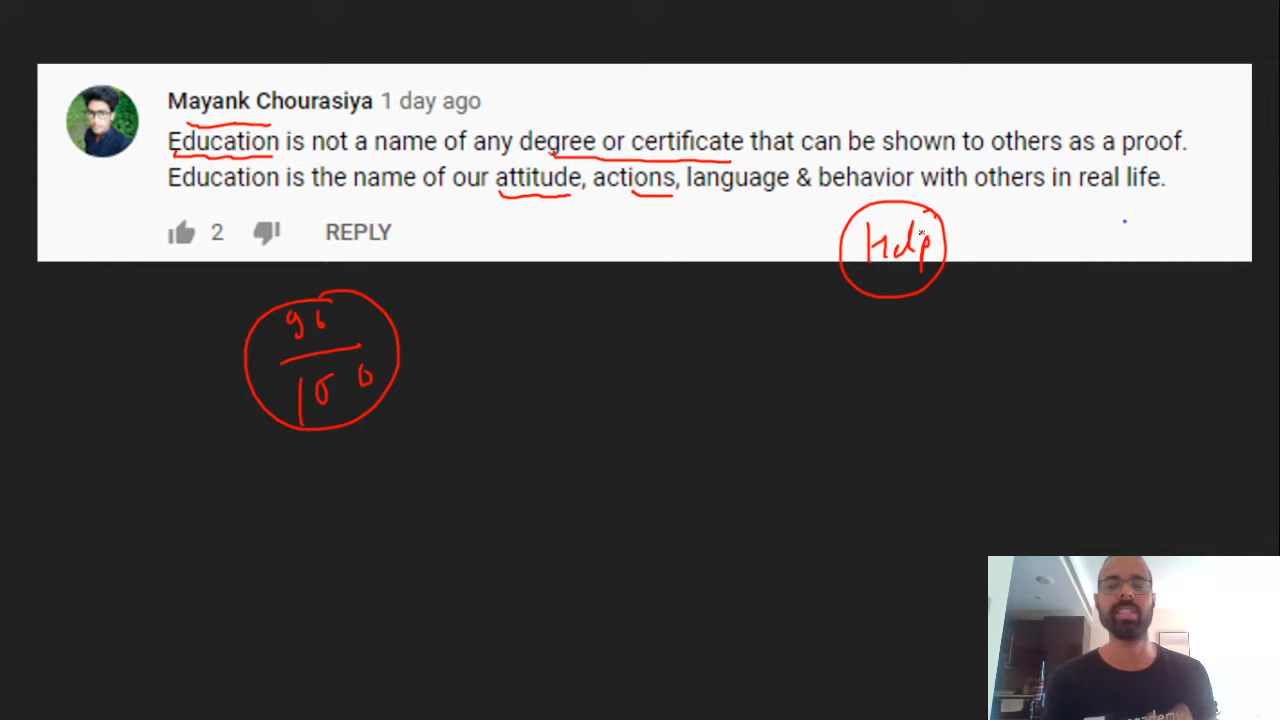 Mayank Chourasiya 1 day ago
Education is not a name of any degree or certificate that can be shown to others as a proof.
Education is the name of our attitude, actions, language & behavior with others in real life.
2 REPLY
Help
96
100